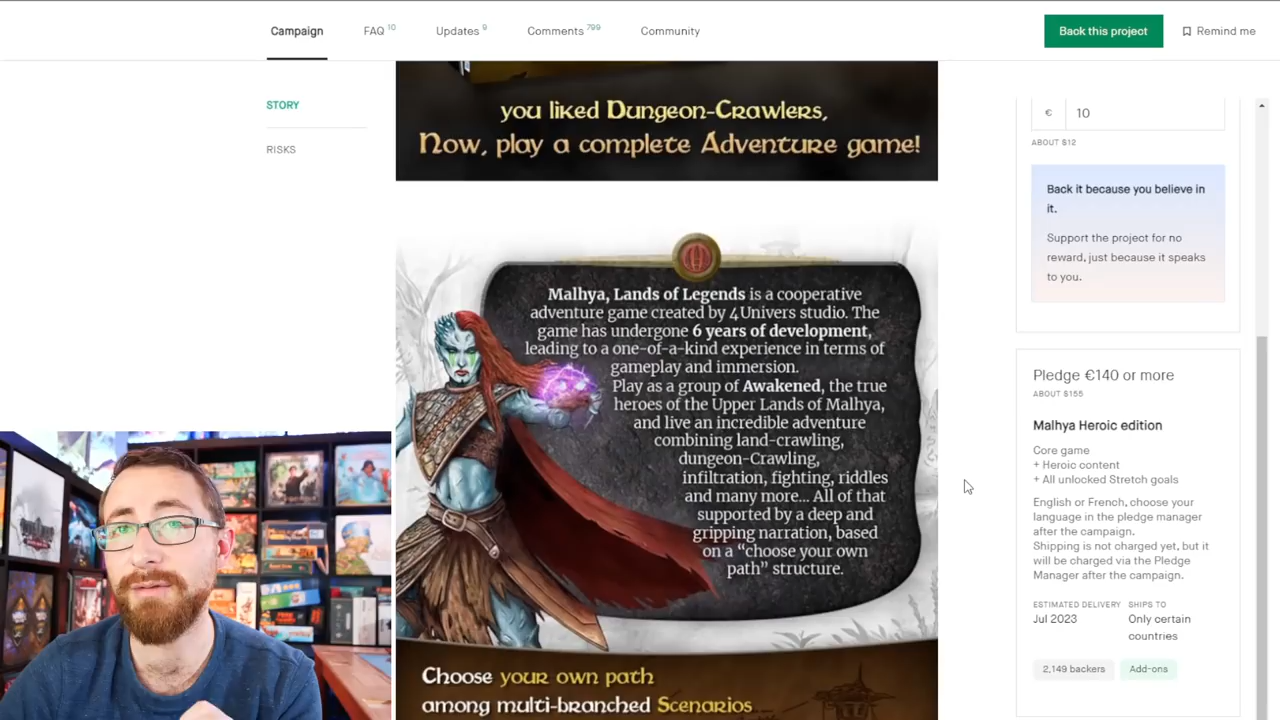 Campaign
FAQ 10
Updates 9
Comments 799
Community
Back this project
Remind me
STORY
RISKS
you liked Dungeon-Crawlers,
Now, play a complete Adventure game!
Malhya, Lands of Legends is a cooperative
adventure game created by 4Univers studio. The
game has undergone 6 years of development,
leading to a one-of-a-kind experience in terms of
gameplay and immersion.
Play as a group of Awakened, the true
heroes of the Upper Lands of Malhya,
and live an incredible adventure
combining land-crawling,
dungeon-Crawling,
infiltration, fighting, riddles
and many more... All of that
supported by a deep and
gripping narration, based
on a “choose your own
path” structure.
Choose your own path
among multi-branched Scenarios
€ 10
ABOUT $12
Back it because you believe in
it.
Support the project for no
reward, just because it speaks
to you.
Pledge €140 or more
ABOUT $155
Malhya Heroic edition
Core game
+ Heroic content
+ All unlocked Stretch goals
English or French, choose your
language in the pledge manager
after the campaign.
Shipping is not charged yet, but it
will be charged via the Pledge
Manager after the campaign.
ESTIMATED DELIVERY
Jul 2023
SHIPS TO
Only certain
countries
2,149 backers
Add-ons